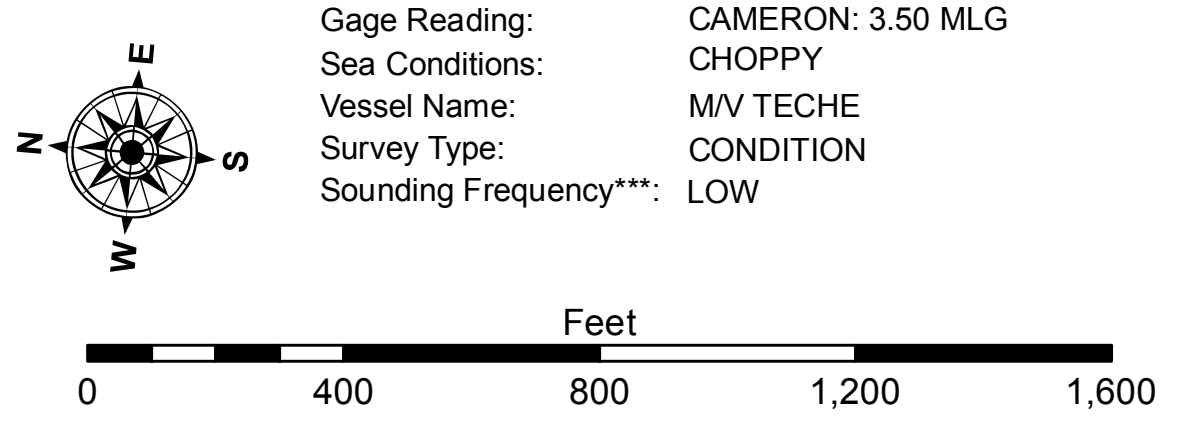 Gage Reading: CAMERON: 3.50 MLG
Sea Conditions: CHOPPY
Vessel Name: M/V TECHE
Survey Type: CONDITION
Sounding Frequency***: LOW
E
N
S
W
Feet
0 400 800 1,200 1,600